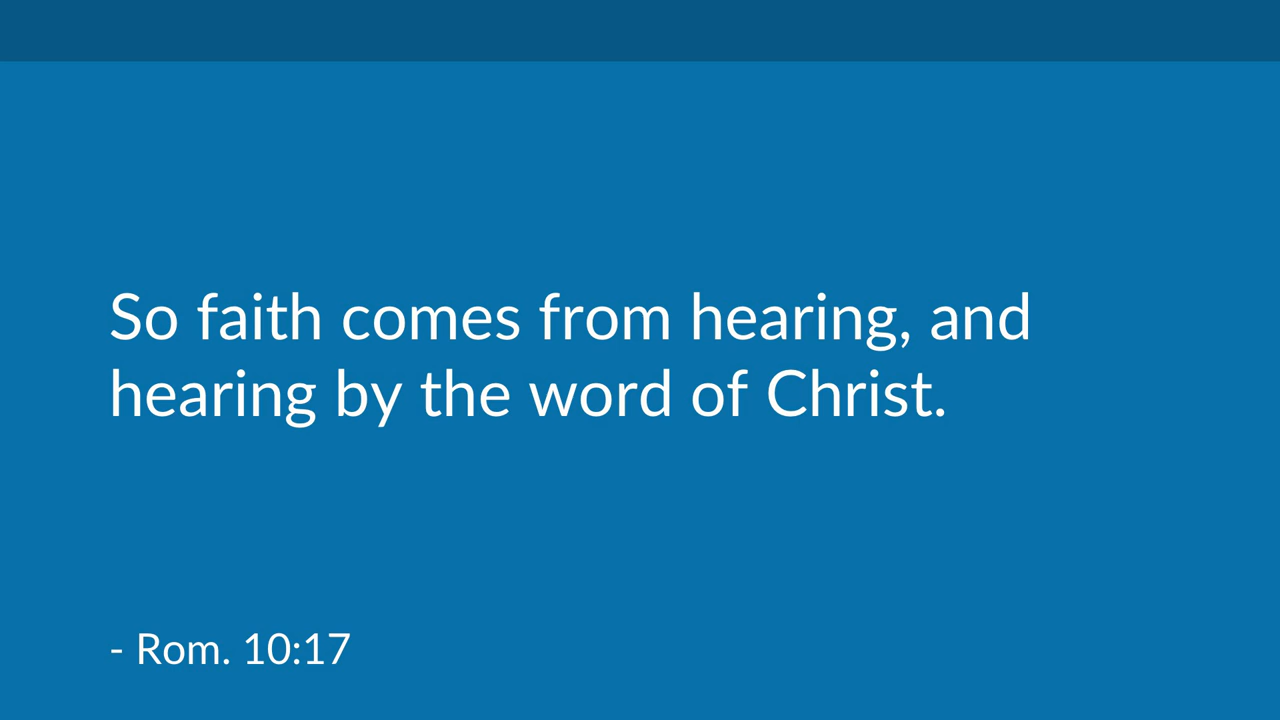 So faith comes from hearing, and
hearing by the word of Christ.
- Rom. 10:17